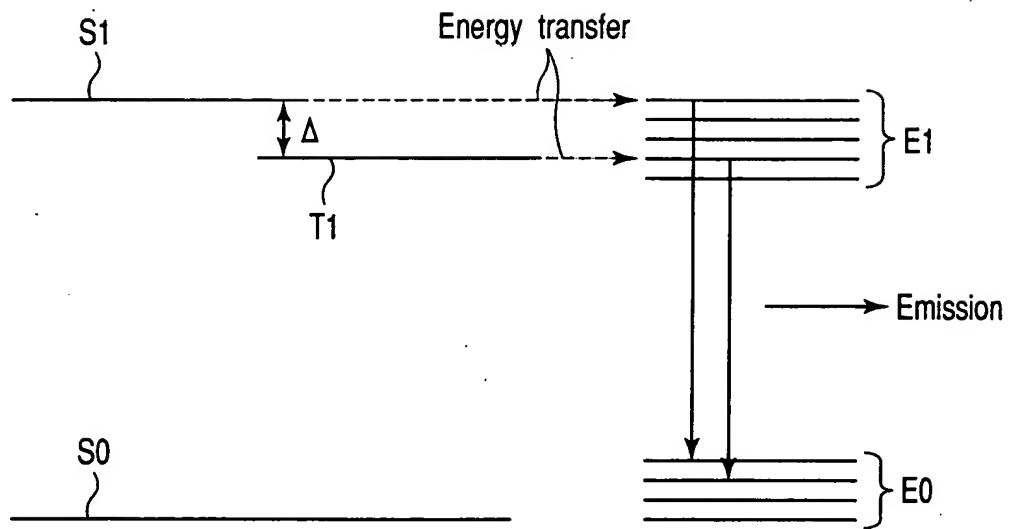 S1
Energy transfer
Δ
E1
T1
Emission
S0
E0